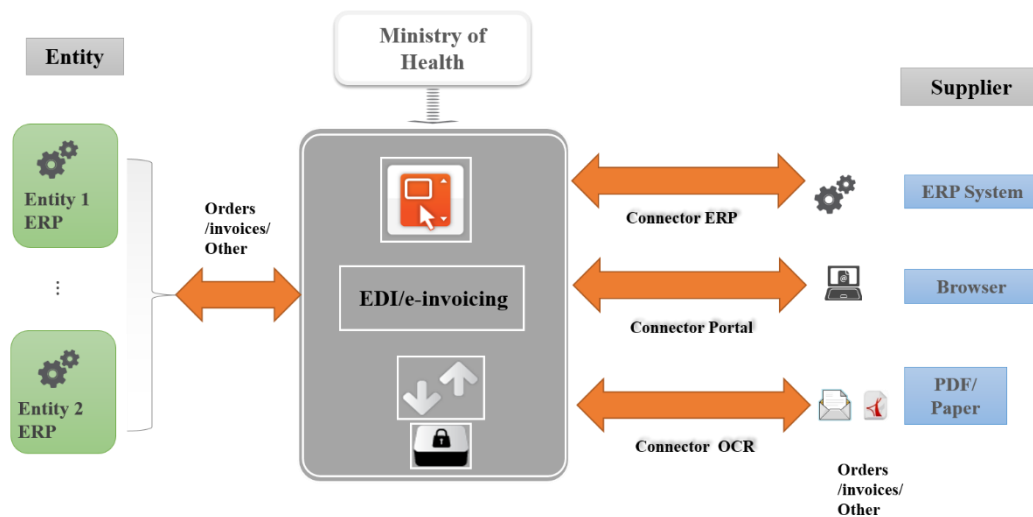 Ministry of
Health
Entity
Supplier
Entity 1
ERP
Orders
/invoices/
Other
Connector ERP
ERP System
⋮
EDI/e-invoicing
Connector Portal
Browser
Entity 2
ERP
PDF/
Paper
Connector OCR
Orders
/invoices/
Other